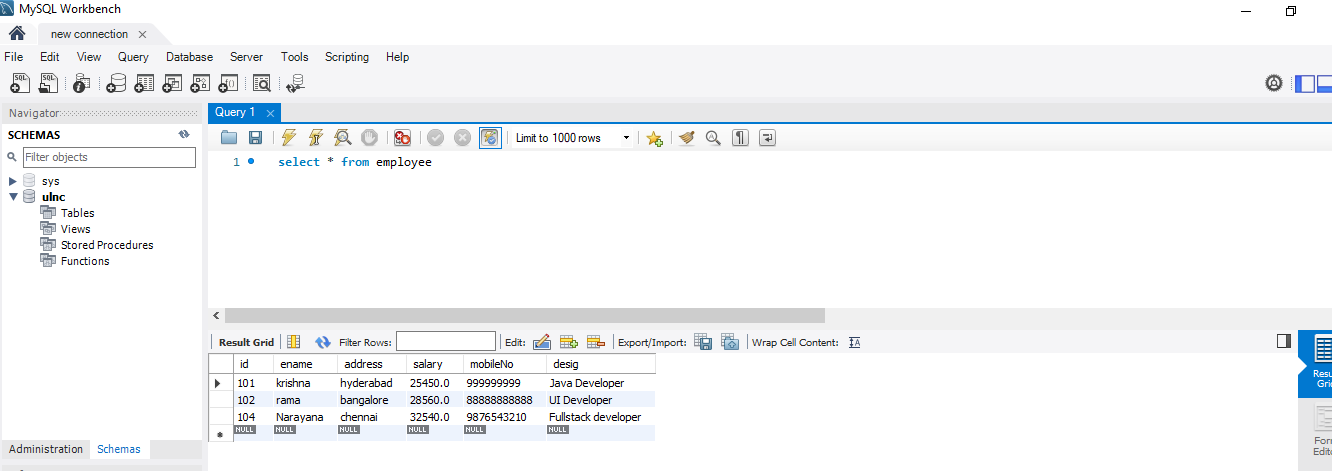 MySQL Workbench
new connection
File Edit View Query Database Server Tools Scripting Help
Navigator
Query 1
SCHEMAS
Limit to 1000 rows
Filter objects
1 select * from employee
sys
ulnc
Tables
Views
Stored Procedures
Functions
Result Grid Filter Rows: Edit: Export/Import: Wrap Cell Content:
id ename address salary mobileNo desig
101 krishna hyderabad 25450.0 999999999 Java Developer
102 rama bangalore 28560.0 88888888888 UI Developer
104 Narayana chennai 32540.0 9876543210 Fullstack developer
NULL NULL NULL NULL NULL NULL
Administration Schemas